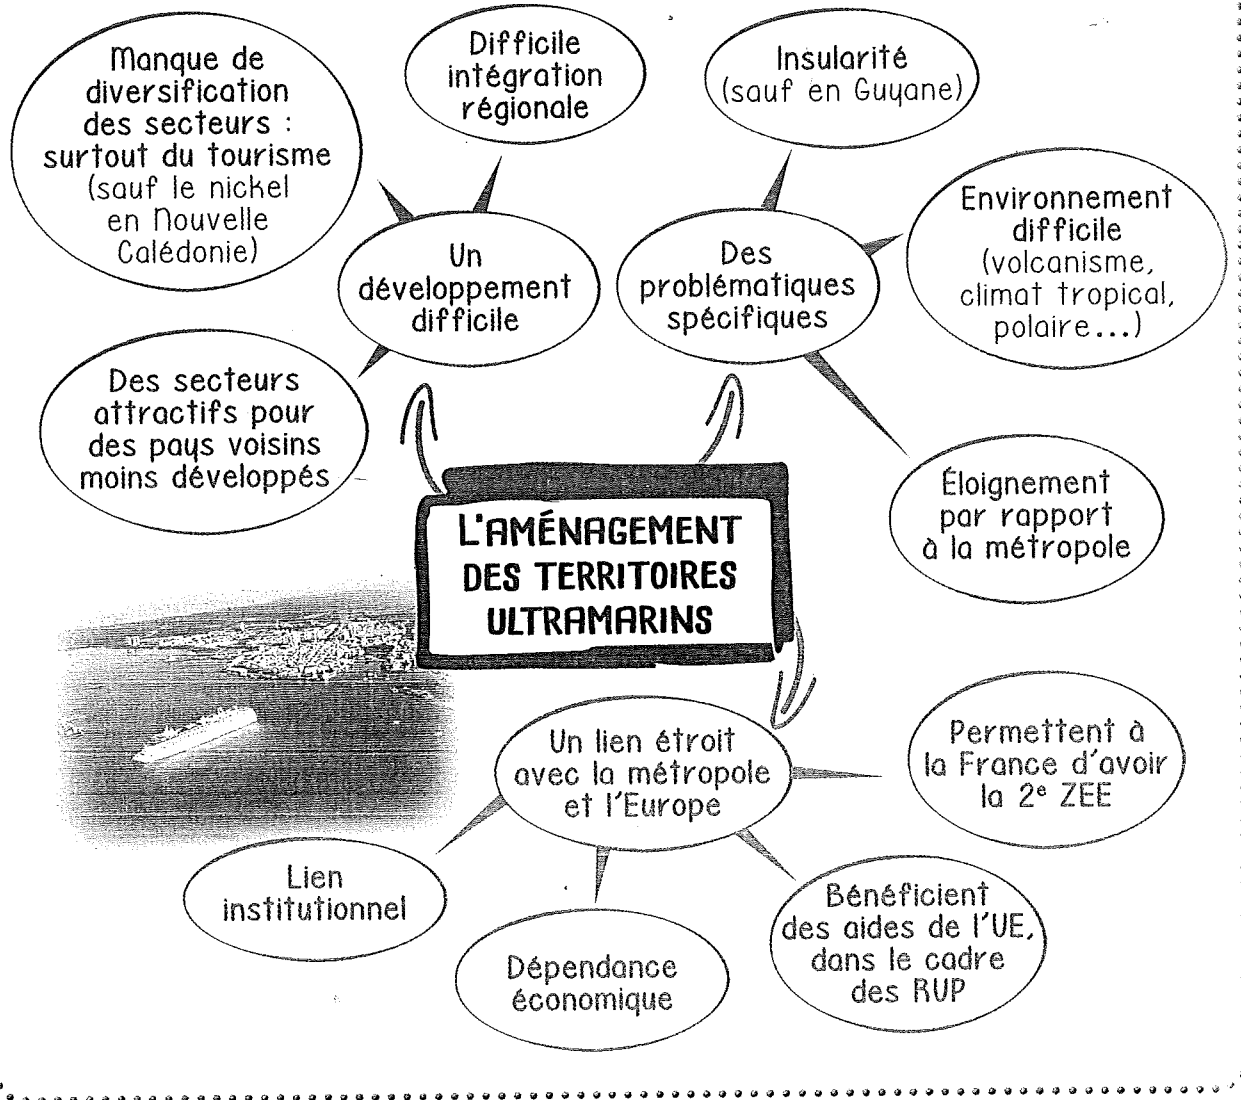 Manque de
diversification
des secteurs :
surtout du tourisme
(sauf le nickel
en Nouvelle
Calédonie)
Difficile
intégration
régionale
Insularité
(sauf en Guyane)
Environnement
difficile
(volcanisme,
climat tropical,
polaire...)
Un
développement
difficile
Des
problématiques
spécifiques
Des secteurs
attractifs pour
des pays voisins
moins développés
Éloignement
par rapport
à la métropole
L'AMÉNAGEMENT
DES TERRITOIRES
ULTRAMARINS
Un lien étroit
avec la métropole
et l'Europe
Permettent à
la France d'avoir
la 2e ZEE
Lien
institutionnel
Dépendance
économique
Bénéficient
des aides de l'UE,
dans le cadre
des RUP